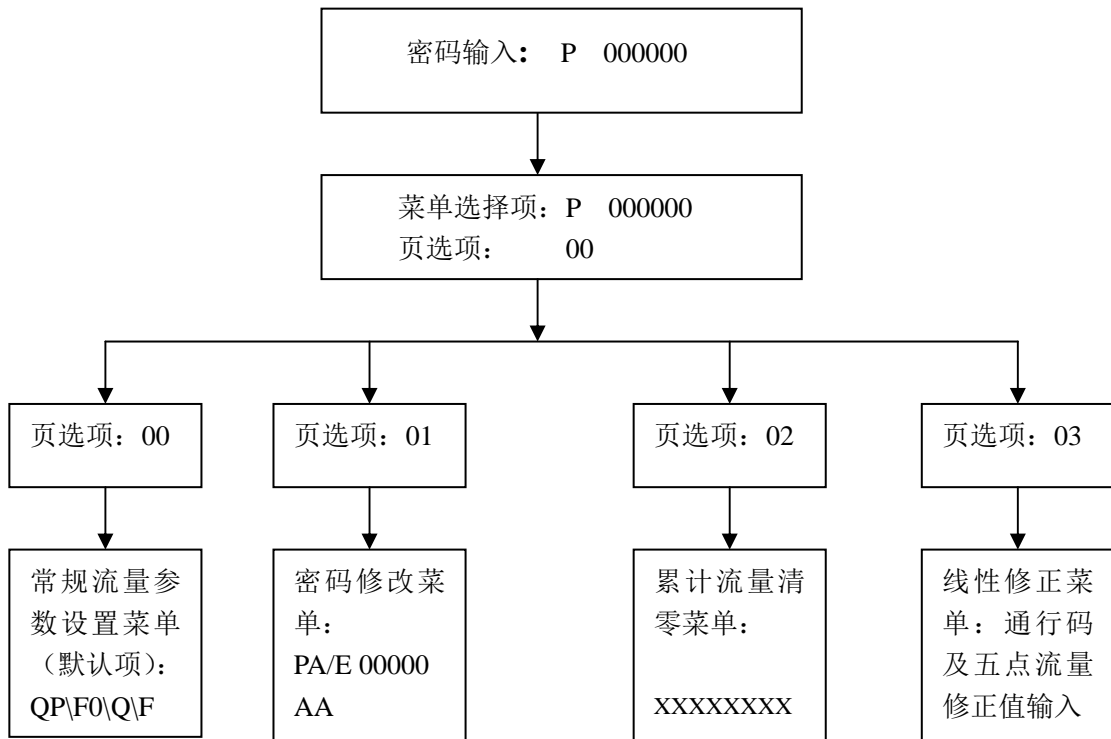 密码输入： P 000000
菜单选择项：P 000000
页选项： 00
页选项：00
页选项：01
页选项：02
页选项：03
常规流量参
数设置菜单
（默认项）：
QP\F0\Q\F
密码修改菜
单：
PA/E 00000
AA
累计流量清
零菜单：
XXXXXXXX
线性修正菜
单：通行码
及五点流量
修正值输入